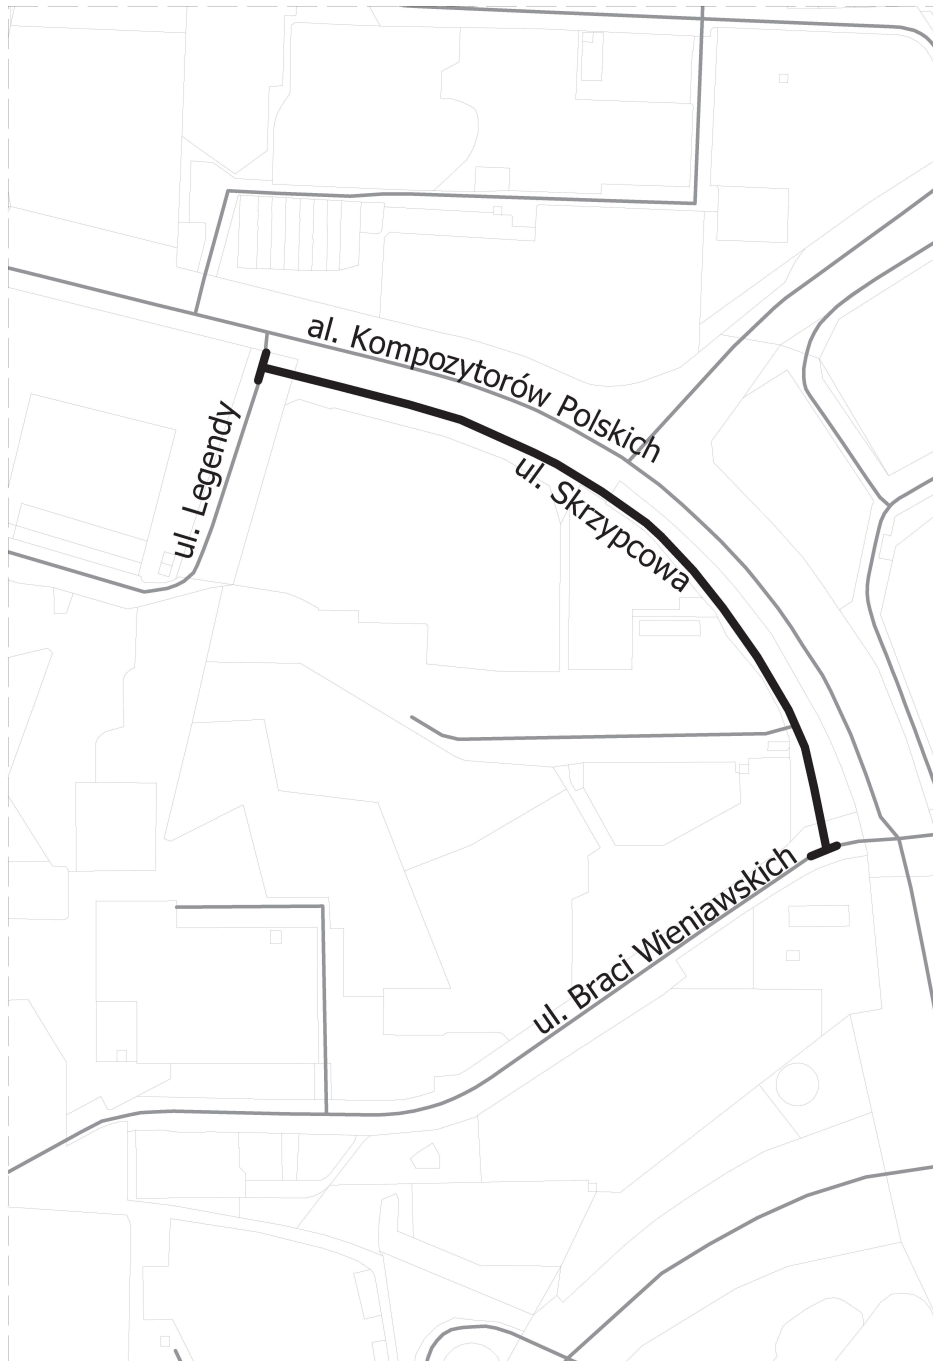 al. Kompozytorów Polskich
ul. Legendy
ul. Skrzypcowa
ul. Braci Wieniawskich